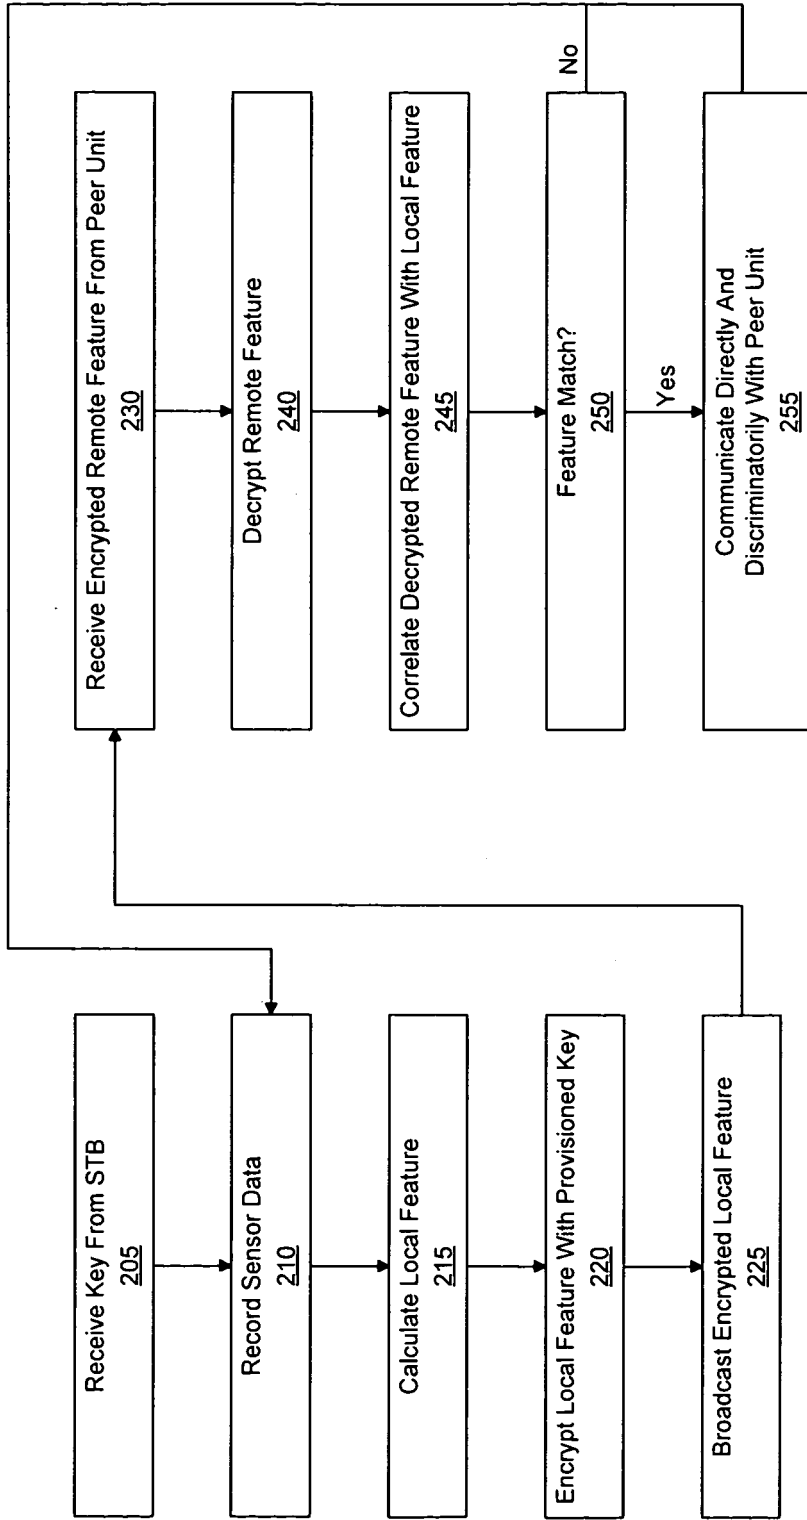 Receive Key From STB
205
Record Sensor Data
210
Calculate Local Feature
215
Encrypt Local Feature With Provisioned Key
220
Broadcast Encrypted Local Feature
225
Receive Encrypted Remote Feature From Peer Unit
230
Decrypt Remote Feature
240
Correlate Decrypted Remote Feature With Local Feature
245
Feature Match?
250
No
Yes
Communicate Directly And
Discriminatorily With Peer Unit
255